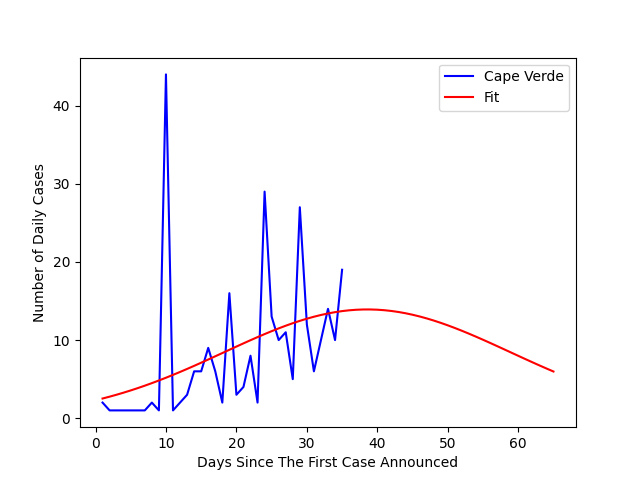 Cape Verde
Fit
40
30
20
10
0
Number of Daily Cases
0 10 20 30 40 50 60
Days Since The First Case Announced